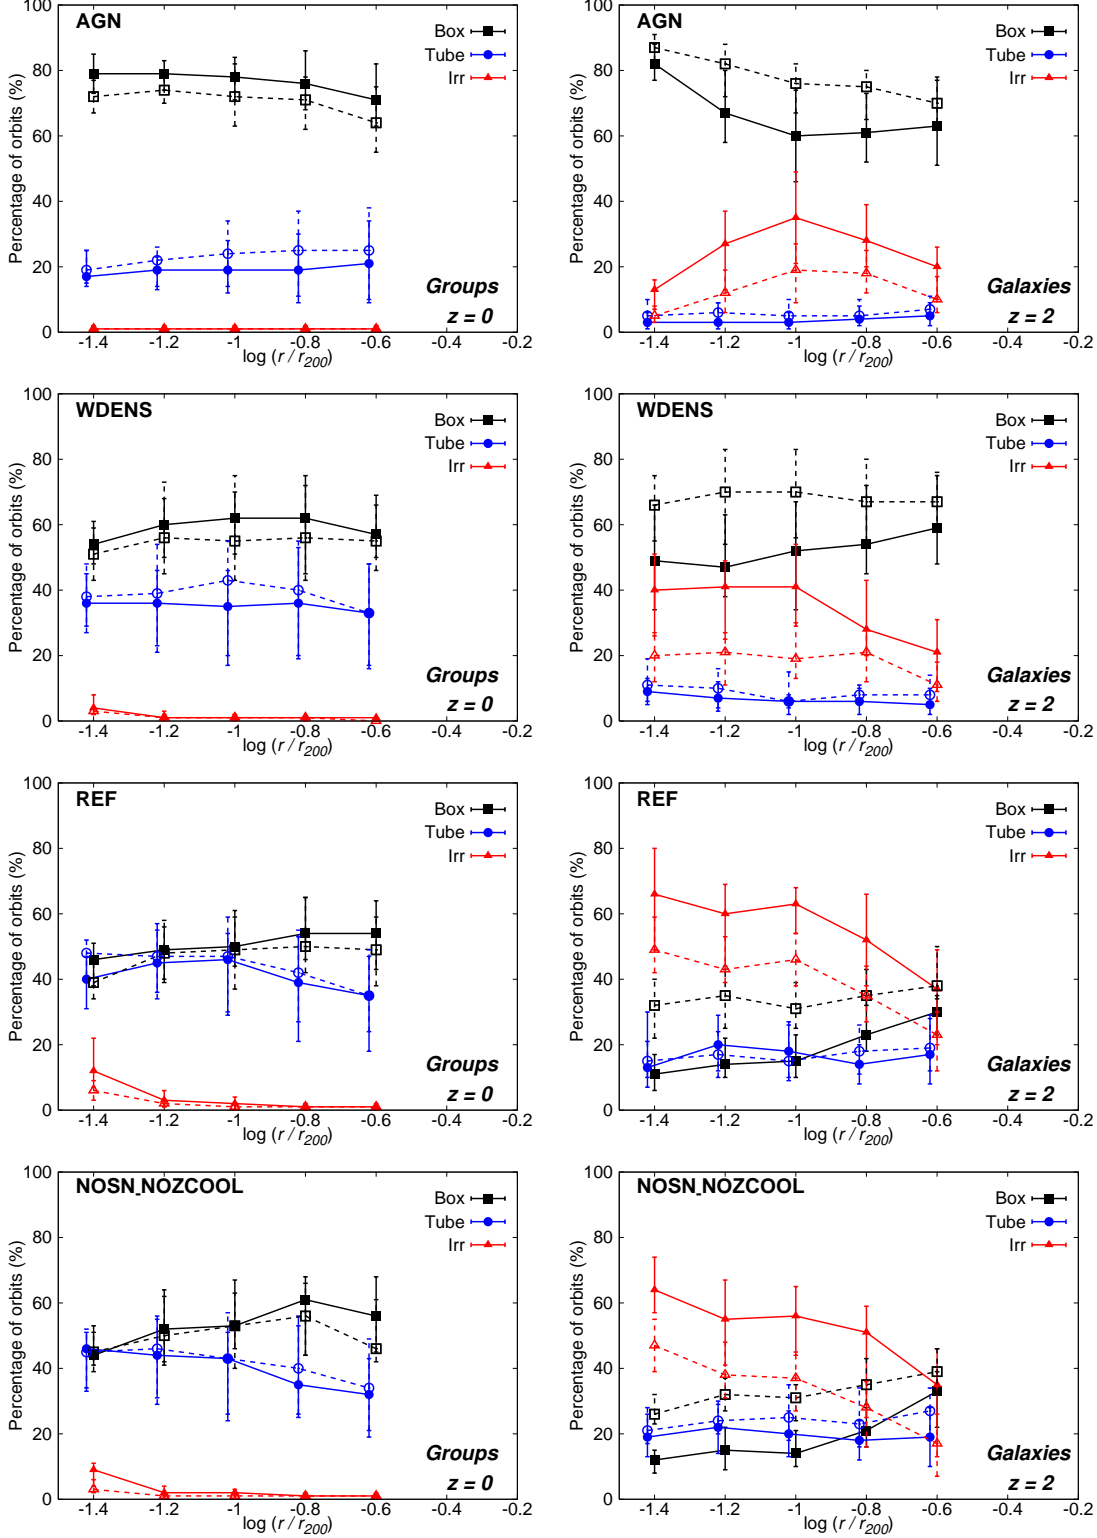 AGN
Box
Tube
Irr
Groups
z = 0
Percentage of orbits (%)
0
20
40
60
80
-1.4
-1.2
-1
-0.8
-0.6
-0.4
-0.2
log (r / r200)
AGN
Box
Tube
Irr
Galaxies
z = 2
Percentage of orbits (%)
0
20
40
60
80
-1.4
-1.2
-1
-0.8
-0.6
-0.4
-0.2
log (r / r200)
WDENS
Box
Tube
Irr
Groups
z = 0
Percentage of orbits (%)
0
20
40
60
80
100
-1.4
-1.2
-1
-0.8
-0.6
-0.4
-0.2
log (r / r200)
WDENS
Box
Tube
Irr
Galaxies
z = 2
Percentage of orbits (%)
0
20
40
60
80
100
-1.4
-1.2
-1
-0.8
-0.6
-0.4
-0.2
log (r / r200)
REF
Box
Tube
Irr
Groups
z = 0
Percentage of orbits (%)
0
20
40
60
80
100
-1.4
-1.2
-1
-0.8
-0.6
-0.4
-0.2
log (r / r200)
REF
Box
Tube
Irr
Galaxies
z = 2
Percentage of orbits (%)
0
20
40
60
80
100
-1.4
-1.2
-1
-0.8
-0.6
-0.4
-0.2
log (r / r200)
NOSN_NOZCOOL
Box
Tube
Irr
Groups
z = 0
Percentage of orbits (%)
0
20
40
60
80
100
-1.4
-1.2
-1
-0.8
-0.6
-0.4
-0.2
log (r / r200)
NOSN_NOZCOOL
Box
Tube
Irr
Galaxies
z = 2
Percentage of orbits (%)
0
20
40
60
80
100
-1.4
-1.2
-1
-0.8
-0.6
-0.4
-0.2
log (r / r200)